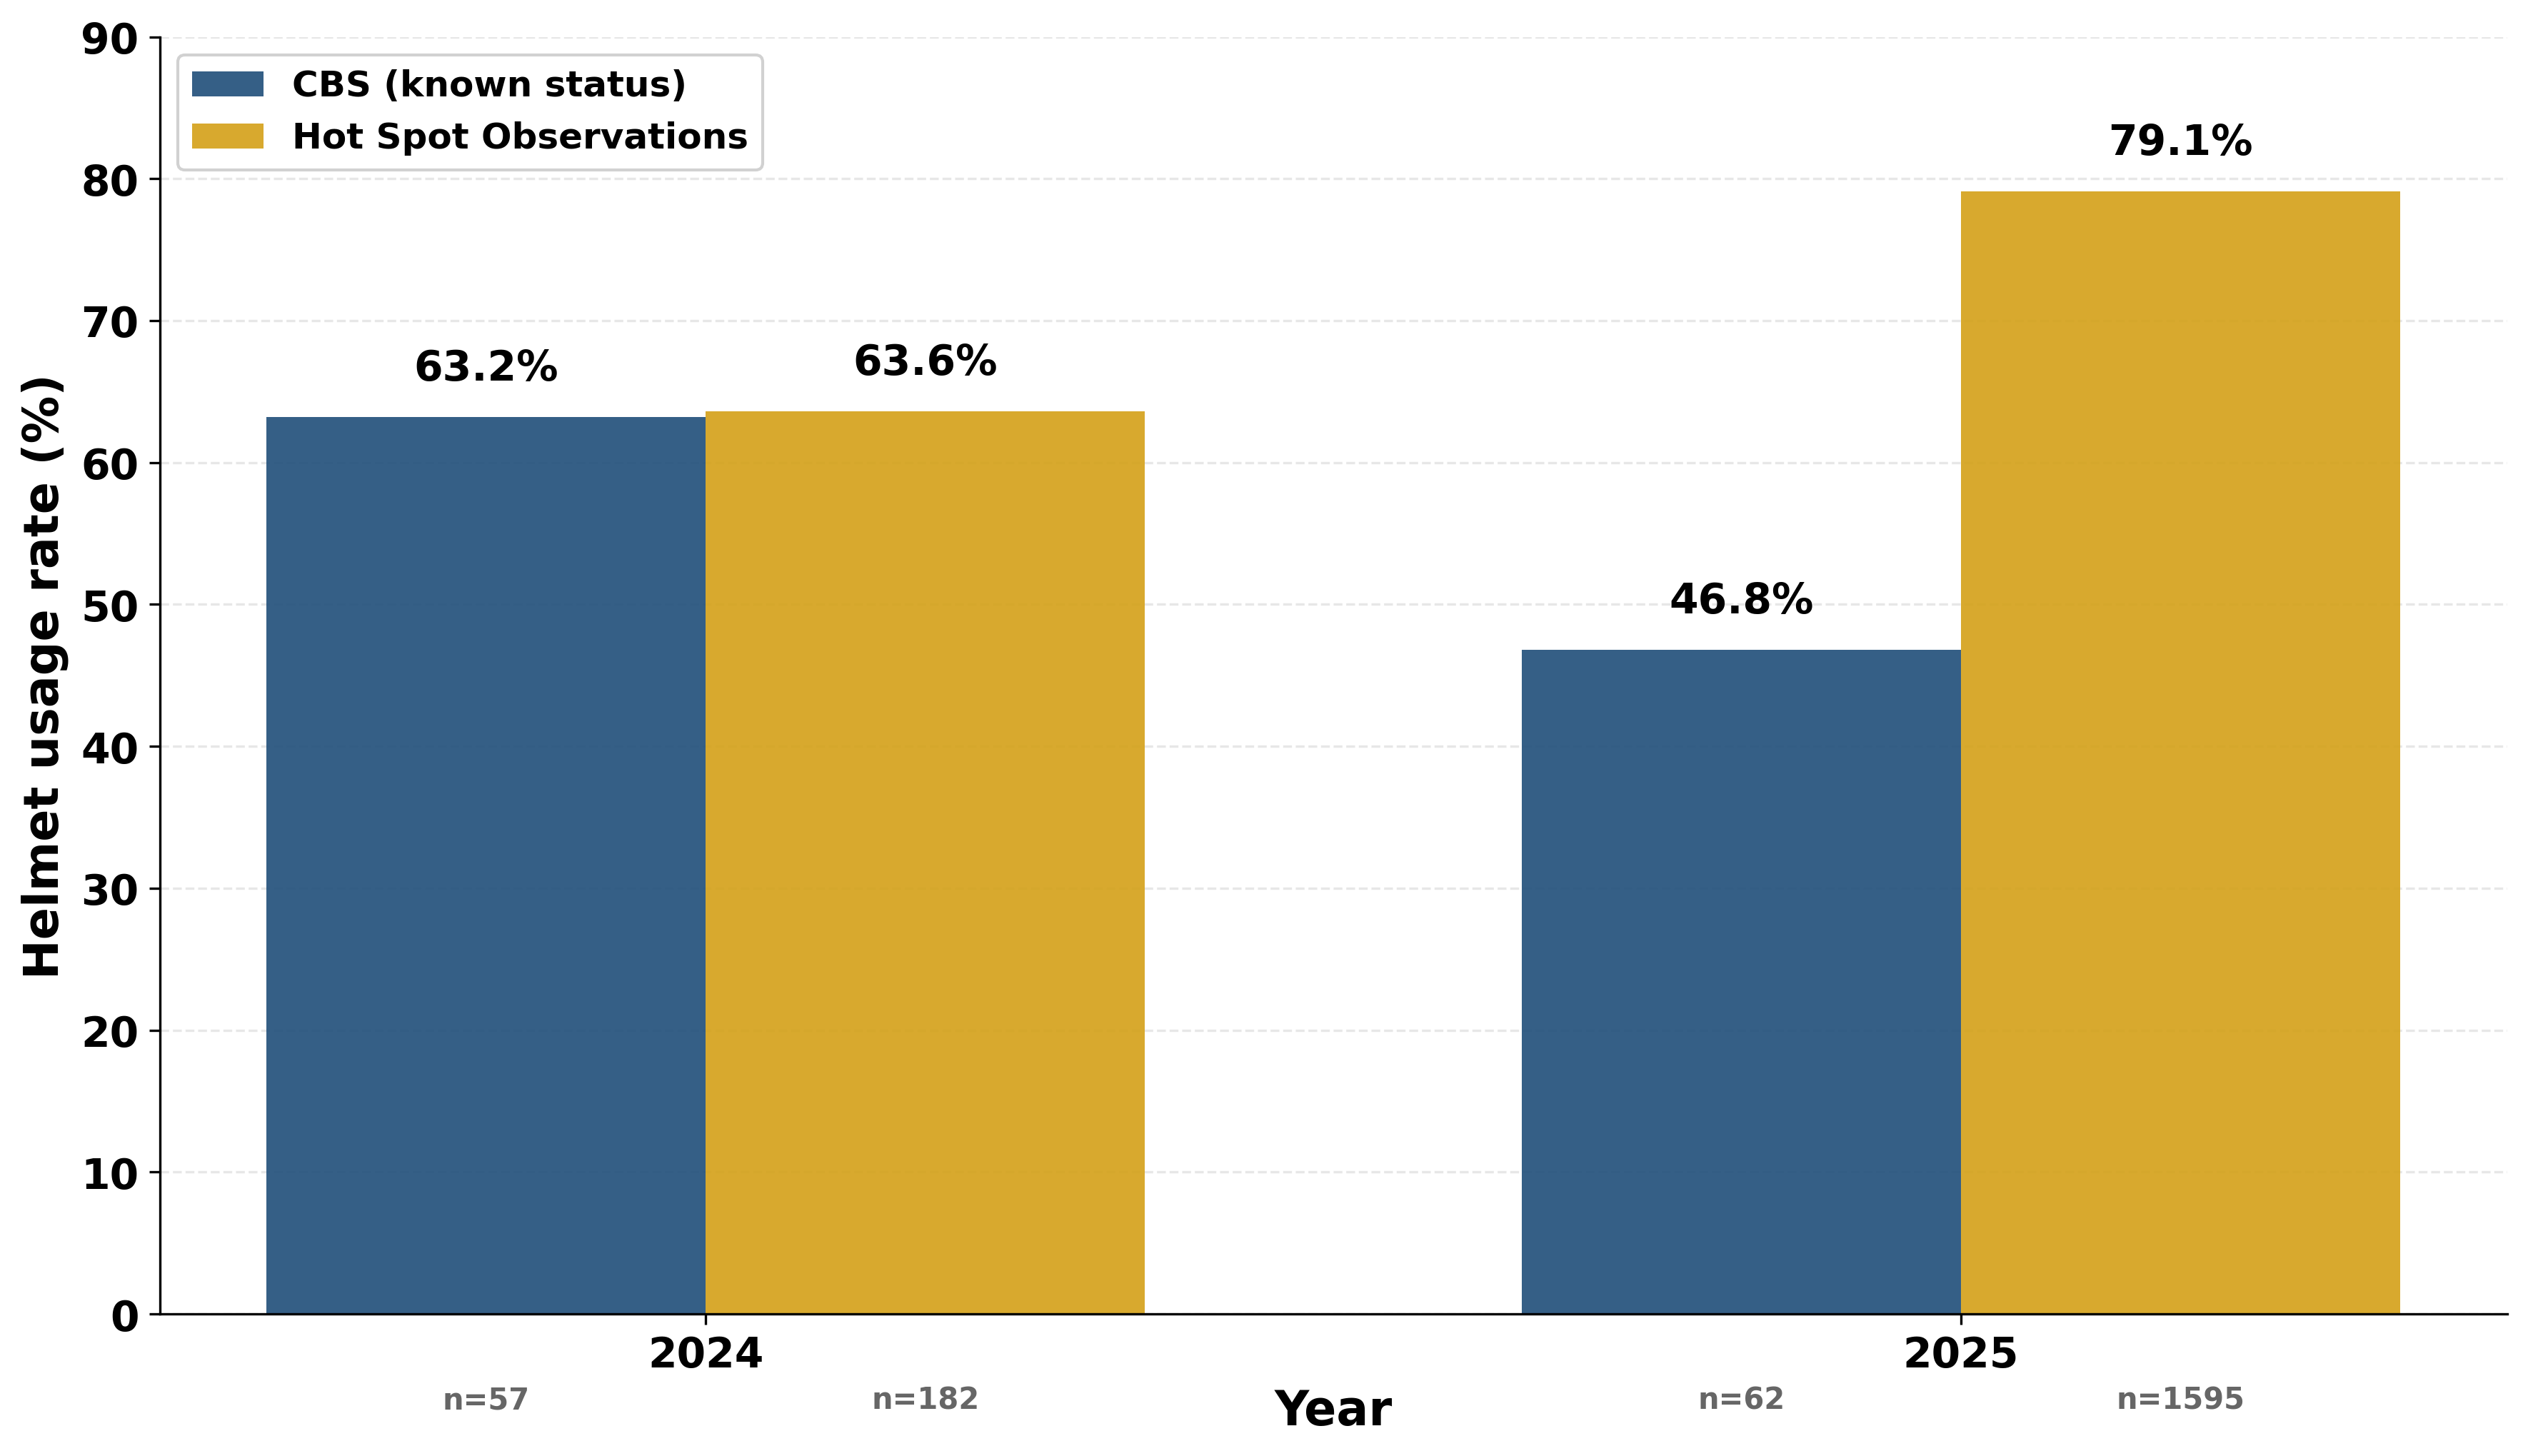 CBS (known status)
Hot Spot Observations
Helmet usage rate (%)
90
80
70
60
50
40
30
20
10
0
63.2%
63.6%
46.8%
79.1%
2024
2025
n=57
n=182
n=62
n=1595
Year